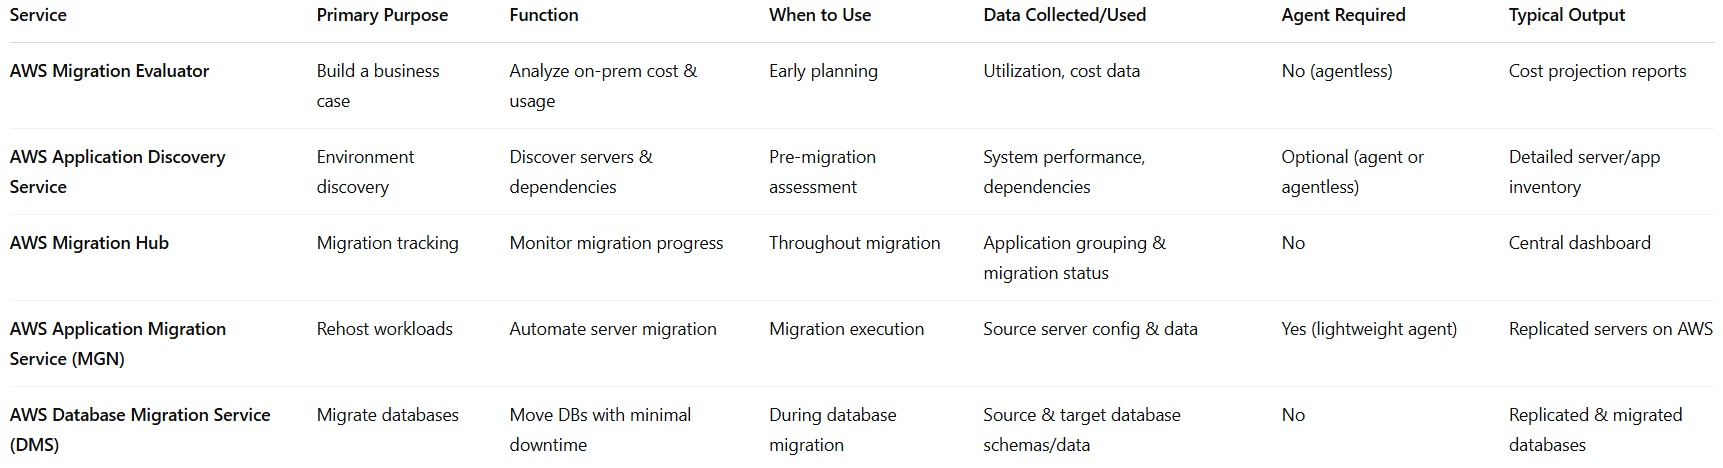 Service Primary Purpose Function When to Use Data Collected/Used Agent Required Typical Output
AWS Migration Evaluator Build a business Analyze on-prem cost & Early planning Utilization, cost data No (agentless) Cost projection reports
case usage
AWS Application Discovery Environment Discover servers & Pre-migration System performance, Optional (agent or Detailed server/app
Service discovery dependencies assessment dependencies agentless) inventory
AWS Migration Hub Migration tracking Monitor migration progress Throughout migration Application grouping & No Central dashboard
migration status
AWS Application Migration Rehost workloads Automate server migration Migration execution Source server config & data Yes (lightweight agent) Replicated servers on AWS
Service (MGN)
AWS Database Migration Service Migrate databases Move DBs with minimal During database Source & target database No Replicated & migrated
(DMS) downtime migration schemas/data databases